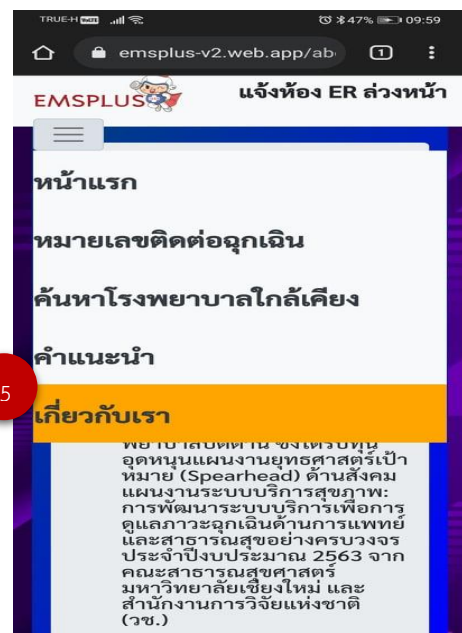 TRUE-H 47% 09:59
emsplus-v2.web.app/ab 1
EMSPLUS แจ้งห้อง ER ล่วงหน้า
หน้าแรก
หมายเลขติดต่อฉุกเฉิน
ค้นหาโรงพยาบาลใกล้เคียง
คำแนะนำ
5
เกี่ยวกับเรา
อุดหนุนแผนงานยุทธศาสตร์เป้า
หมาย (Spearhead) ด้านสังคม
แผนงานระบบบริการสุขภาพ:
การพัฒนาระบบบริการเพื่อการ
ดูแลภาวะฉุกเฉินด้านการแพทย์
และสาธารณสุขอย่างครบวงจร
ประจำปีงบประมาณ 2563 จาก
คณะสาธารณสุขศาสตร์
มหาวิทยาลัยเชียงใหม่ และ
สำนักงานการวิจัยแห่งชาติ
(วช.)